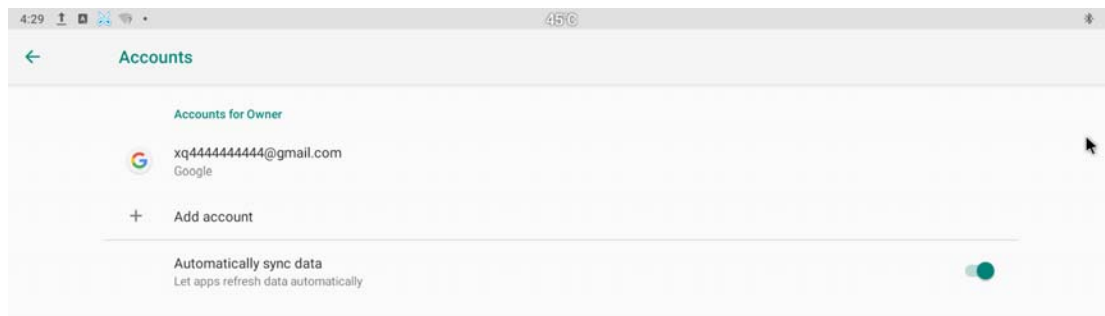 4:29
45°C
Accounts
Accounts for Owner
xq4444444444@gmail.com
Google
Add account
Automatically sync data
Let apps refresh data automatically